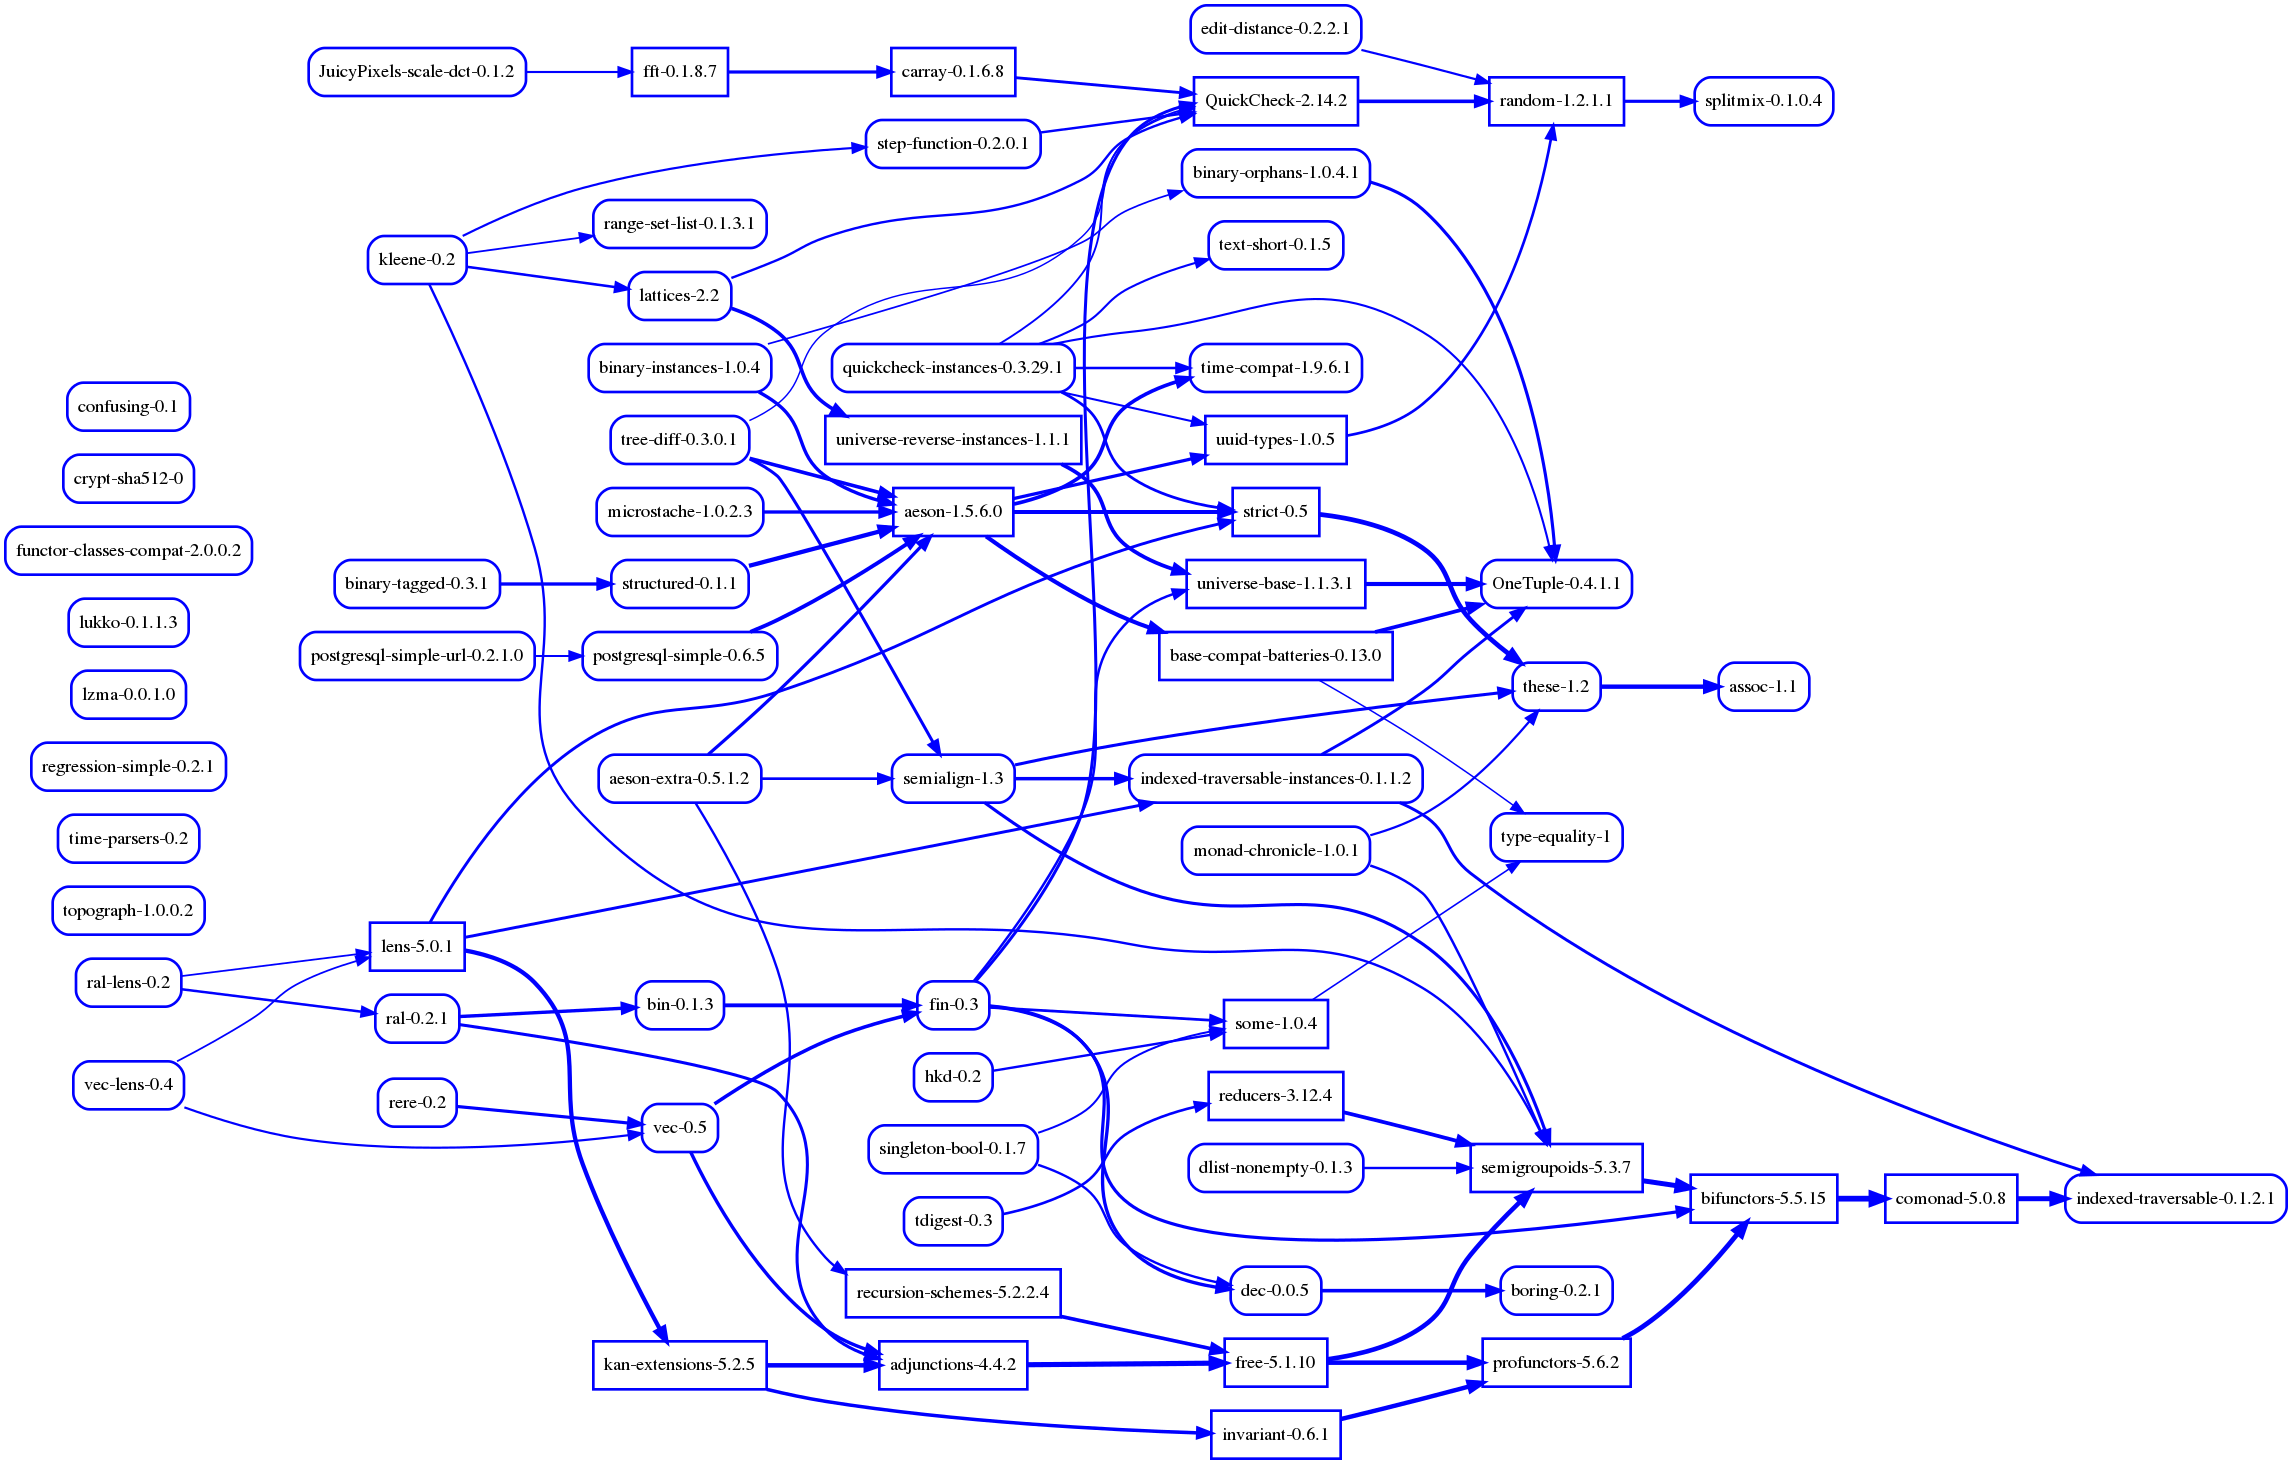 edit-distance-0.2.2.1
JuicyPixels-scale-dct-0.1.2
fft-0.1.8.7
carray-0.1.6.8
QuickCheck-2.14.2
random-1.2.1.1
splitmix-0.1.0.4
step-function-0.2.0.1
binary-orphans-1.0.4.1
range-set-list-0.1.3.1
text-short-0.1.5
kleene-0.2
lattices-2.2
binary-instances-1.0.4
quickcheck-instances-0.3.29.1
time-compat-1.9.6.1
confusing-0.1
tree-diff-0.3.0.1
universe-reverse-instances-1.1.1
uuid-types-1.0.5
crypt-sha512-0
microstache-1.0.2.3
aeson-1.5.6.0
strict-0.5
functor-classes-compat-2.0.0.2
binary-tagged-0.3.1
structured-0.1.1
universe-base-1.1.3.1
OneTuple-0.4.1.1
lukko-0.1.1.3
postgresql-simple-url-0.2.1.0
postgresql-simple-0.6.5
base-compat-batteries-0.13.0
these-1.2
assoc-1.1
lzma-0.0.1.0
regression-simple-0.2.1
aeson-extra-0.5.1.2
semialign-1.3
indexed-traversable-instances-0.1.1.2
time-parsers-0.2
monad-chronicle-1.0.1
type-equality-1
topograph-1.0.0.2
lens-5.0.1
ral-lens-0.2
ral-0.2.1
bin-0.1.3
fin-0.3
some-1.0.4
vec-lens-0.4
rere-0.2
vec-0.5
hkd-0.2
reducers-3.12.4
singleton-bool-0.1.7
dlist-nonempty-0.1.3
semigroupoids-5.3.7
tdigest-0.3
bifunctors-5.5.15
comonad-5.0.8
indexed-traversable-0.1.2.1
recursion-schemes-5.2.2.4
dec-0.0.5
boring-0.2.1
kan-extensions-5.2.5
adjunctions-4.4.2
free-5.1.10
profunctors-5.6.2
invariant-0.6.1